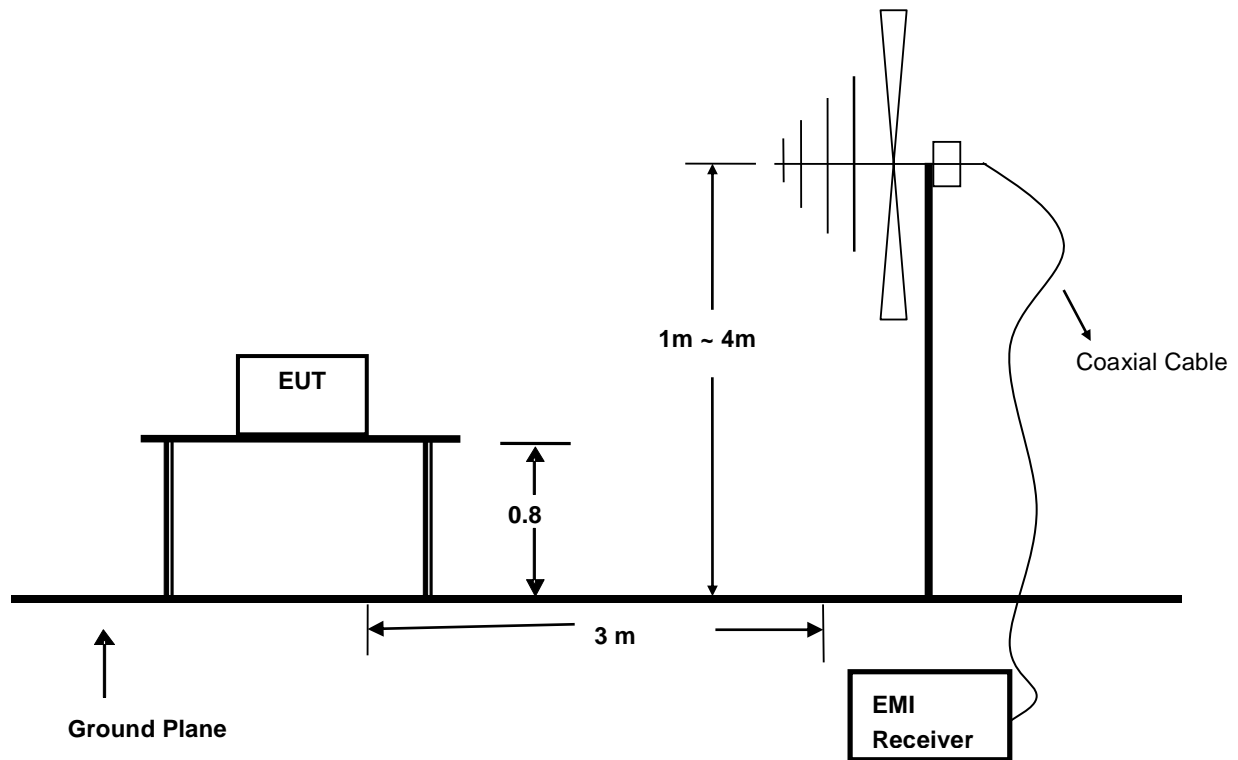 1m ~ 4m
Coaxial Cable
EUT
0.8
3 m
Ground Plane
EMI
Receiver